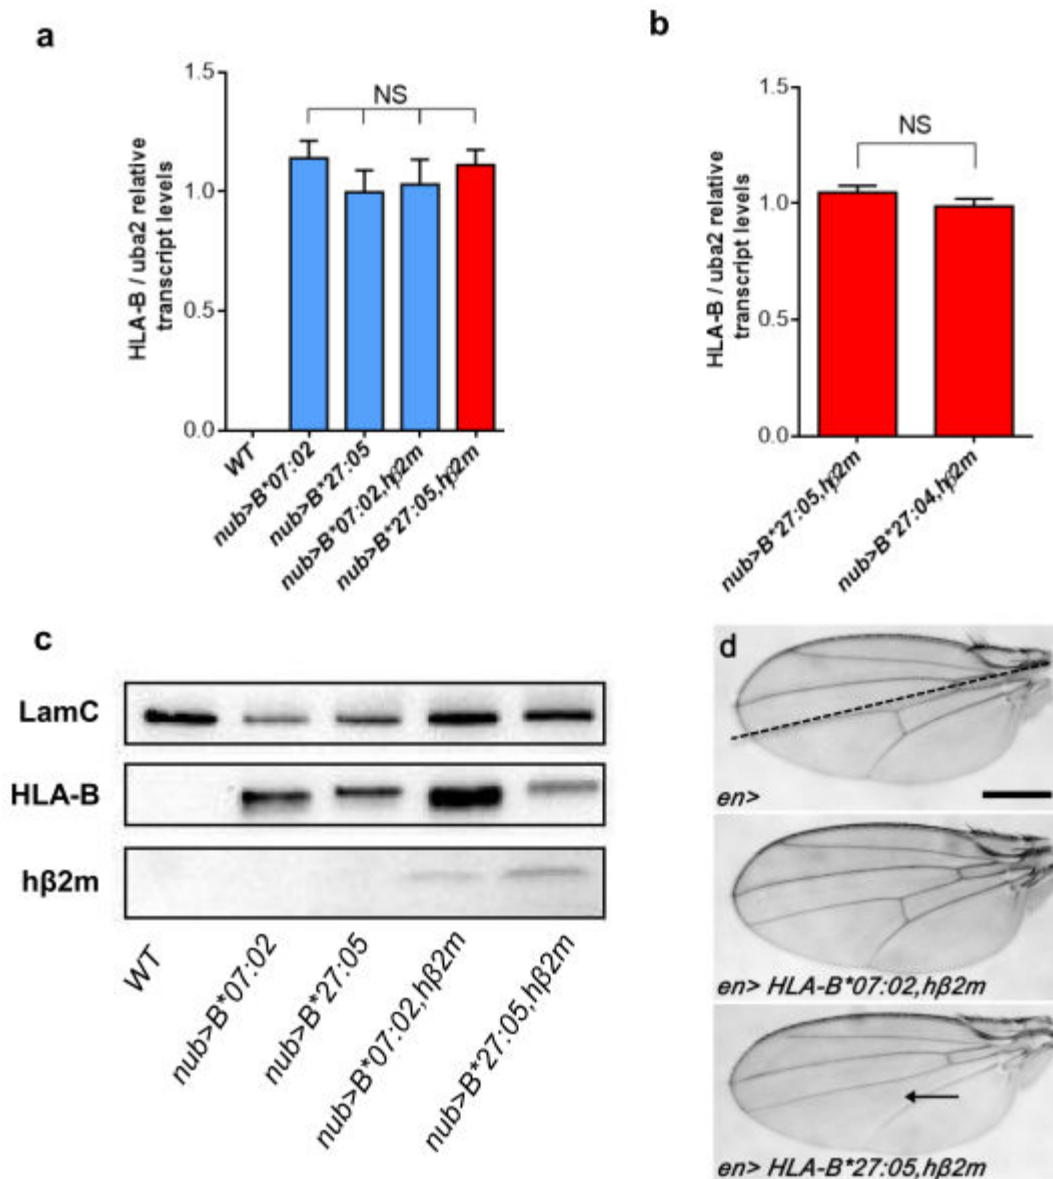 a
HLA-B / uba2 relative
transcript levels
1.5
1.0
0.5
0.0
NS
WT
nub>B*07:02
nub>B*27:05
nub>B*07:02,hβ2m
nub>B*27:05,hβ2m
b
HLA-B / uba2 relative
transcript levels
1.5
1.0
0.5
0.0
NS
nub>B*27:05,hβ2m
nub>B*27:04,hβ2m
c
LamC
HLA-B
hβ2m
WT
nub>B*07:02
nub>B*27:05
nub>B*07:02,hβ2m
nub>B*27:05,hβ2m
d
en>
en> HLA-B*07:02,hβ2m
en> HLA-B*27:05,hβ2m